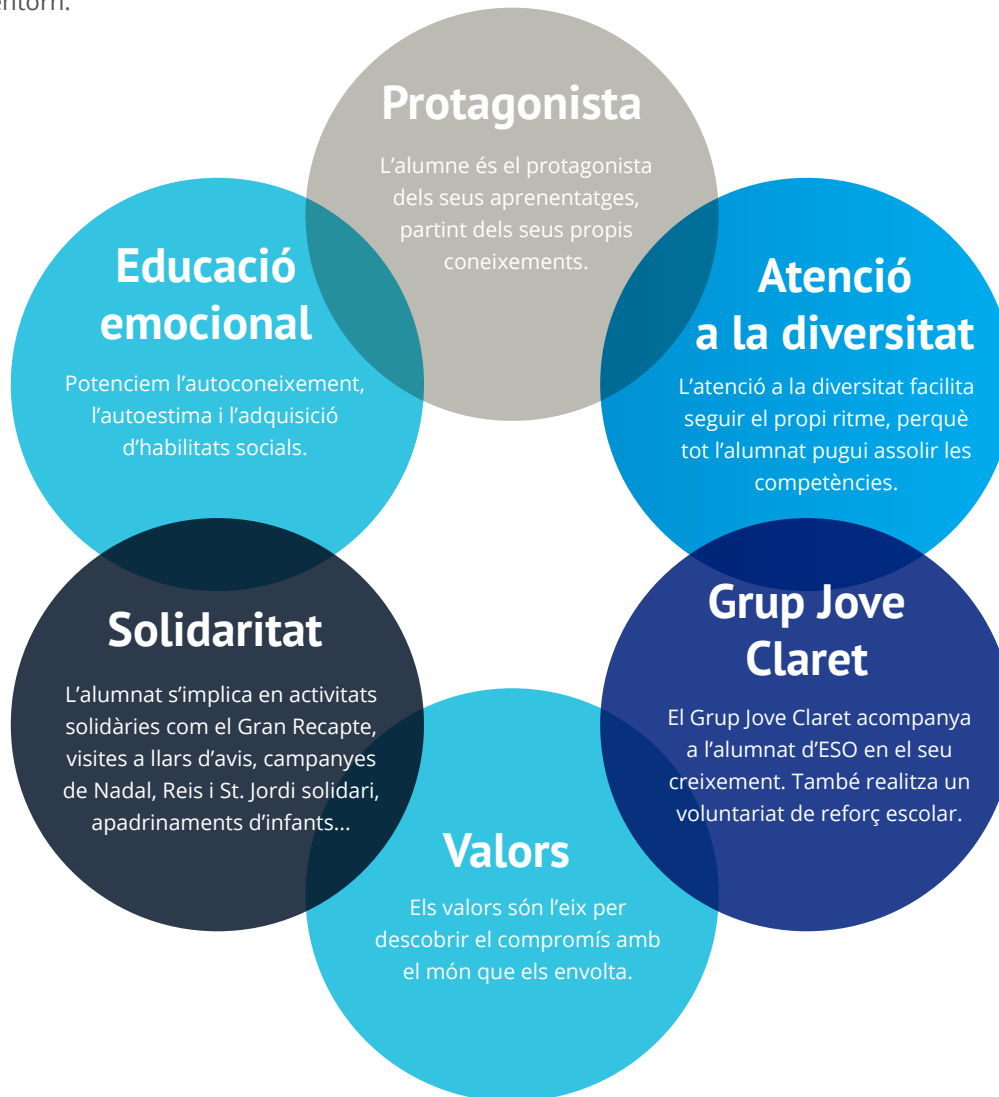 entorn.
Protagonista
L'alumne és el protagonista
dels seus aprenentatges,
partint dels seus propis
coneixements.
Educació
emocional
Potenciem l'autoconeixement,
l'autoestima i l'adquisició
d'habilitats socials.
Atenció
a la diversitat
L'atenció a la diversitat facilita
seguir el propi ritme, perquè
tot l'alumnat pugui assolir les
competències.
Solidaritat
L'alumnat s'implica en activitats
solidàries com el Gran Recapte,
visites a llars d'avis, campanyes
de Nadal, Reis i St. Jordi solidari,
apadrinaments d'infants...
Grup Jove
Claret
El Grup Jove Claret acompanya
a l'alumnat d'ESO en el seu
creixement. També realitza un
voluntariat de reforç escolar.
Valors
Els valors són l'eix per
descobrir el compromís amb
el món que els envolta.